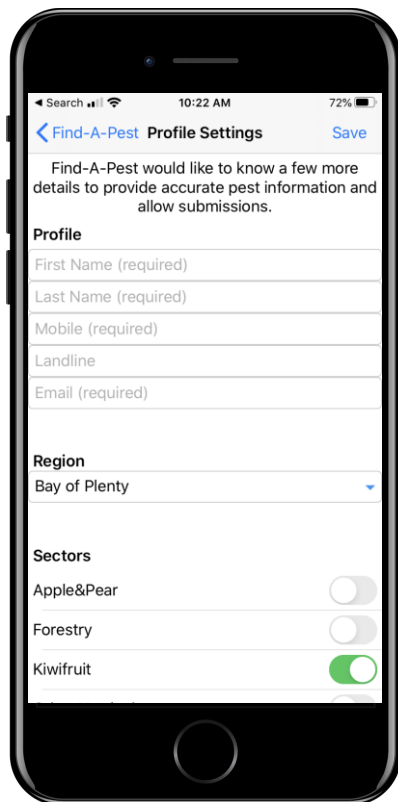 ◀ Search 10:22 AM 72%
Find-A-Pest Profile Settings Save
Find-A-Pest would like to know a few more
details to provide accurate pest information and
allow submissions.
Profile
First Name (required)
Last Name (required)
Mobile (required)
Landline
Email (required)
Region
Bay of Plenty
Sectors
Apple&Pear
Forestry
Kiwifruit